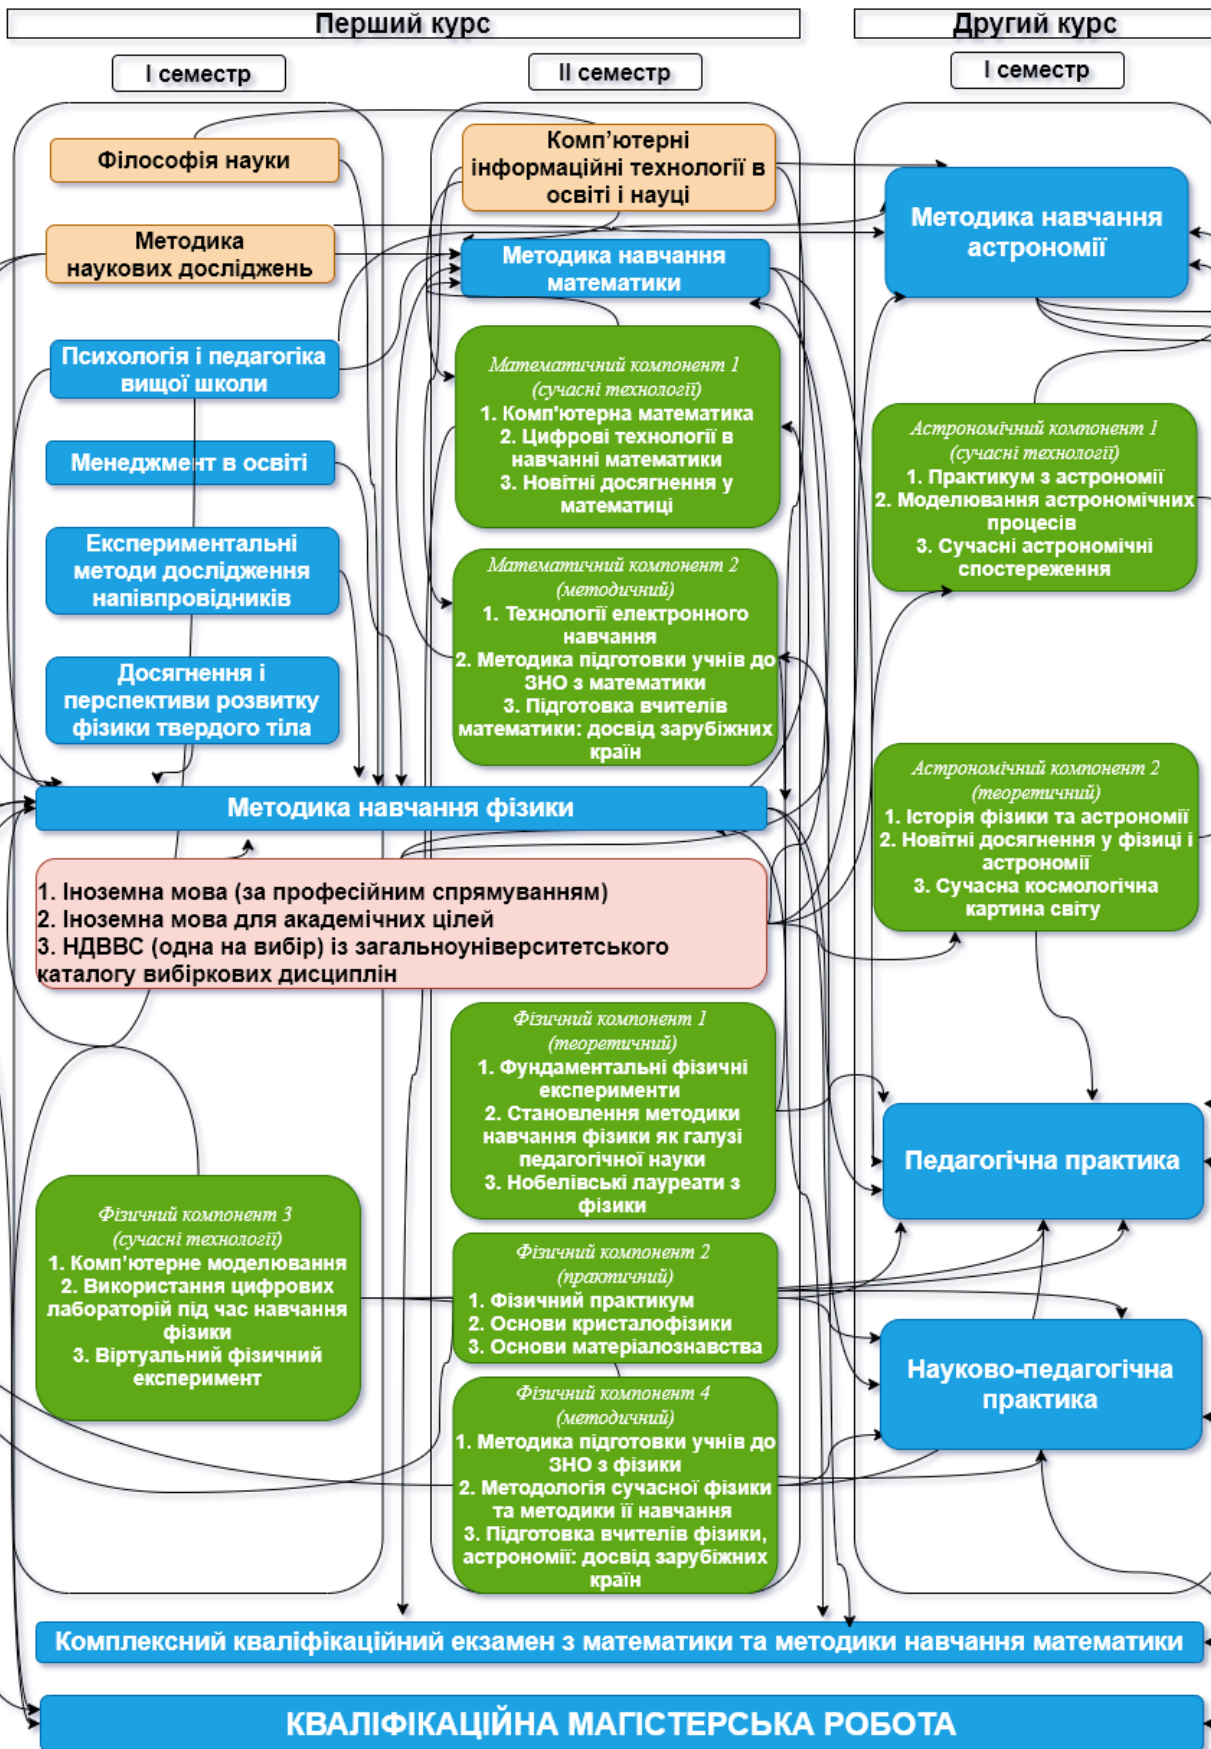 Перший курс
Другий курс
І семестр
ІІ семестр
І семестр
Філософія науки
Методика
наукових досліджень
Психологія і педагогіка
вищої школи
Менеджмент в освіті
Експериментальні
методи дослідження
напівпровідників
Досягнення і
перспективи розвитку
фізики твердого тіла
Комп’ютерні
інформаційні технології в
освіті і науці
Методика навчання
математики
Математичний компонент 1
(сучасні технології)
1. Комп'ютерна математика
2. Цифрові технології в
навчанні математики
3. Новітні досягнення у
математиці
Математичний компонент 2
(методичний)
1. Технології електронного
навчання
2. Методика підготовки учнів до
ЗНО з математики
3. Підготовка вчителів
математики: досвід зарубіжних
країн
Методика навчання
астрономії
Астрономічний компонент 1
(сучасні технології)
1. Практикум з астрономії
2. Моделювання астрономічних
процесів
3. Сучасні астрономічні
спостереження
Астрономічний компонент 2
(теоретичний)
1. Історія фізики та астрономії
2. Новітні досягнення у фізиці і
астрономії
3. Сучасна космологічна
картина світу
Методика навчання фізики
1. Іноземна мова (за професійним спрямуванням)
2. Іноземна мова для академічних цілей
3. НДВВС (одна на вибір) із загальноуніверситетського
каталогу вибіркових дисциплін
Фізичний компонент 1
(теоретичний)
1. Фундаментальні фізичні
експерименти
2. Становлення методики
навчання фізики як галузі
педагогічної науки
3. Нобелівські лауреати з
фізики
Педагогічна практика
Фізичний компонент 3
(сучасні технології)
1. Комп’ютерне моделювання
2. Використання цифрових
лабораторій під час навчання
фізики
3. Віртуальний фізичний
експеримент
Фізичний компонент 2
(практичний)
1. Фізичний практикум
2. Основи кристалофізики
3. Основи матеріалознавства
Науково-педагогічна
практика
Фізичний компонент 4
(методичний)
1. Методика підготовки учнів до
ЗНО з фізики
2. Методологія сучасної фізики
та методики її навчання
3. Підготовка вчителів фізики,
астрономії: досвід зарубіжних
країн
Комплексний кваліфікаційний екзамен з математики та методики навчання математики
КВАЛІФІКАЦІЙНА МАГІСТЕРСЬКА РОБОТА